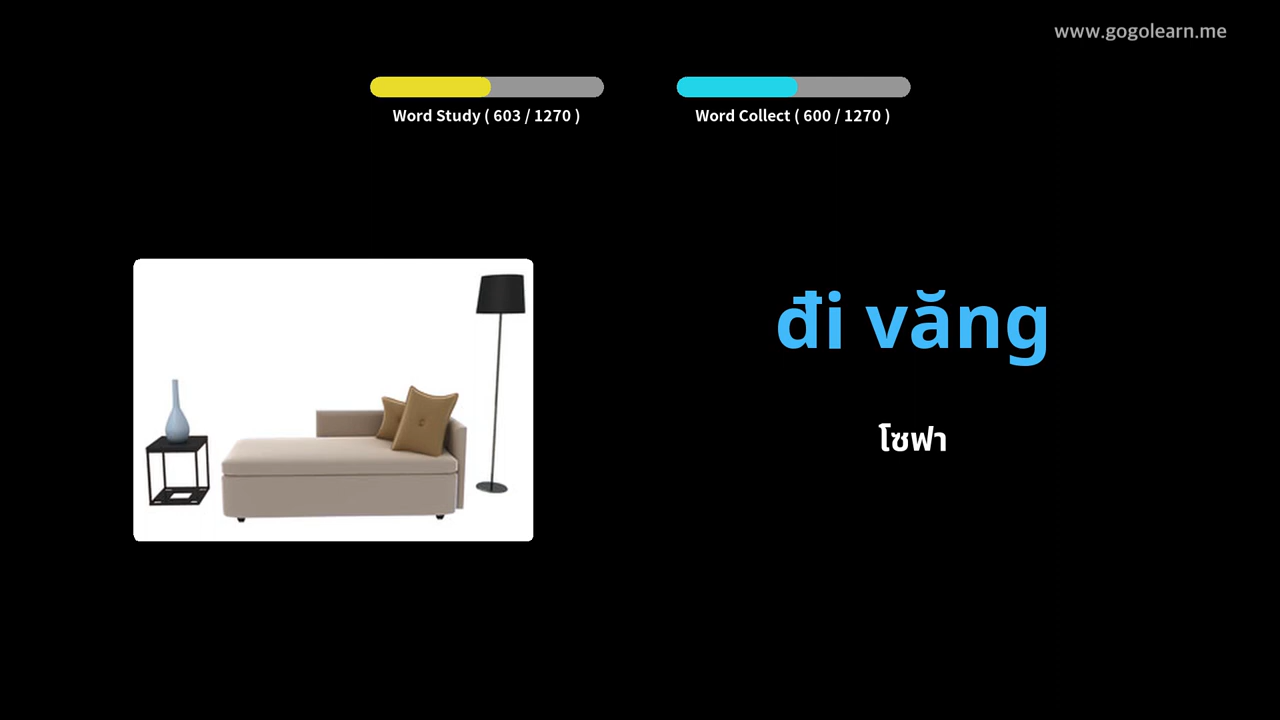 www.gogolearn.me
Word Study ( 603 / 1270 )
Word Collect ( 600 / 1270 )
đi văng
โซฟา